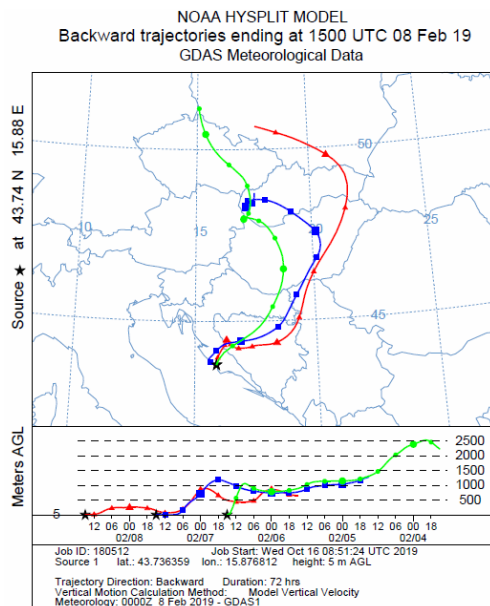 NOAA HYSPLIT MODEL
Backward trajectories ending at 1500 UTC 08 Feb 19
GDAS Meteorological Data
Source ★ at 43.74 N 15.88 E
50
10
15
20
25
45
Meters AGL
2500
2000
1500
1000
500
5
12 06 00 18 12 06 00 18 12 06 00 18 12 06 00 18
02/08 02/07 02/06 02/05 02/04
Job ID: 180512 Job Start: Wed Oct 16 08:51:24 UTC 2019
Source 1 lat.: 43.736359 lon.: 15.876812 height: 5 m AGL
Trajectory Direction: Backward Duration: 72 hrs
Vertical Motion Calculation Method: Model Vertical Velocity
Meteorology: 0000Z 8 Feb 2019 - GDAS1